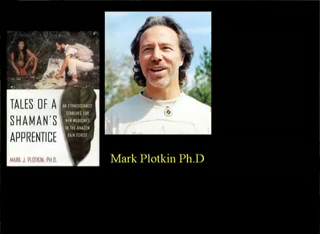 TALES OF A
SHAMAN'S
APPRENTICE
AN ETHNOBOTANIST
SEARCHES FOR
NEW MEDICINES
IN THE AMAZON
RAIN FOREST
MARK J. PLOTKIN, PH.D.
Mark Plotkin Ph.D